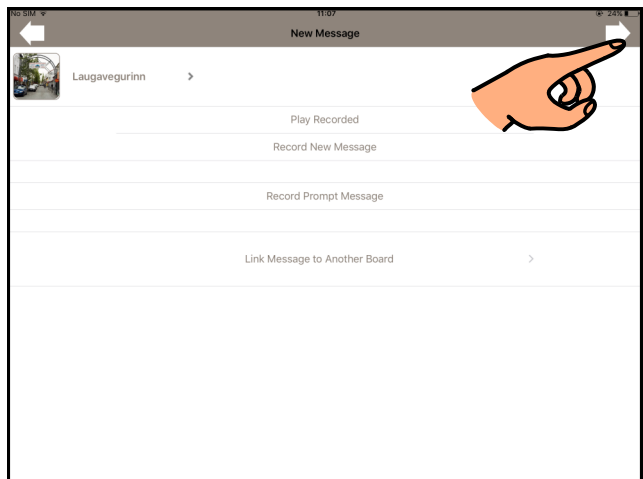 No SIM 11:07 24%
New Message
Laugavegurinn
Play Recorded
Record New Message
Record Prompt Message
Link Message to Another Board